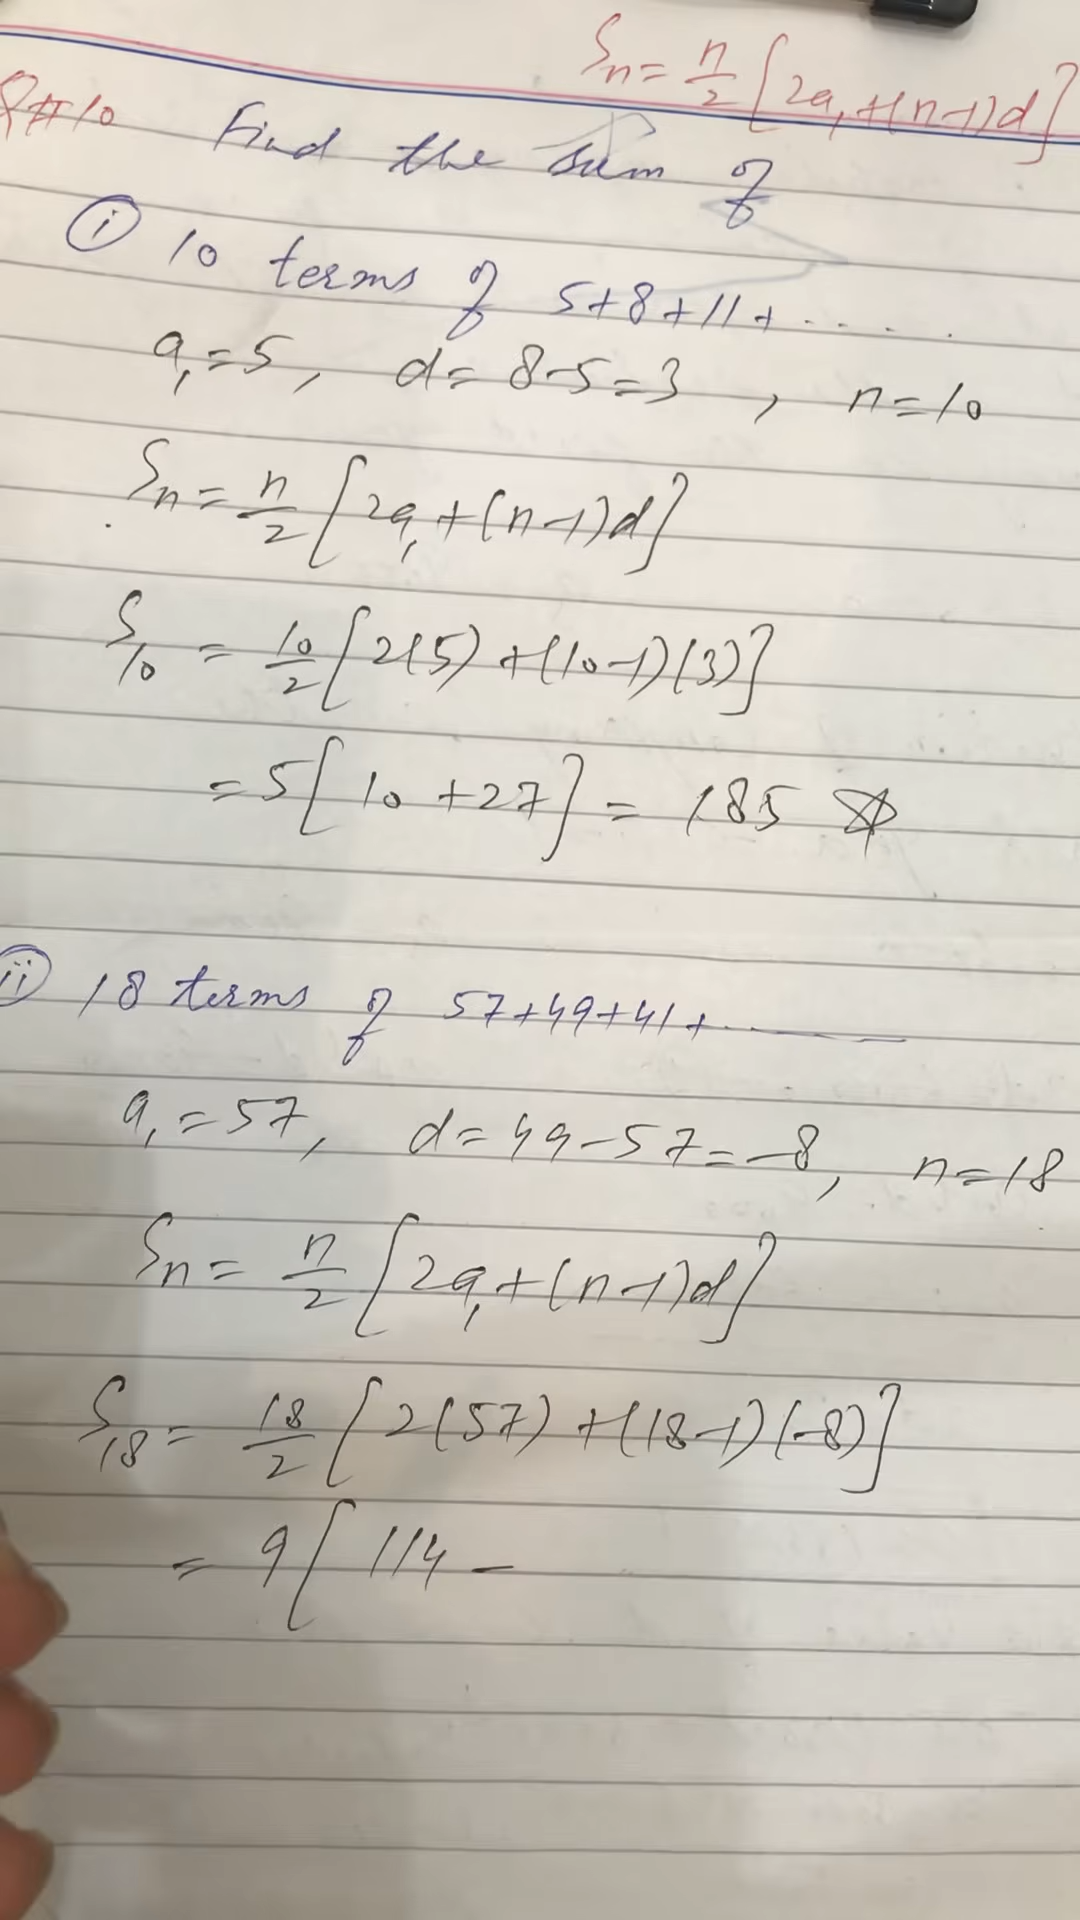 Sn = n/2 [2a₁+(n-1)d]
Q#10 Find the sum of
(i) 10 terms of 5+8+11+.....
a₁=5, d=8-5=3, n=10
Sn = n/2 [2a₁+(n-1)d]
S₁₀ = 10/2 [2(5)+(10-1)(3)]
=5[10+27] = 185
(ii) 18 terms of 57+49+41+...
a₁=57, d=49-57=-8, n=18
Sn = n/2 [2a₁+(n-1)d]
S₁₈ = 18/2 [2(57)+(18-1)(-8)]
= 9[114-